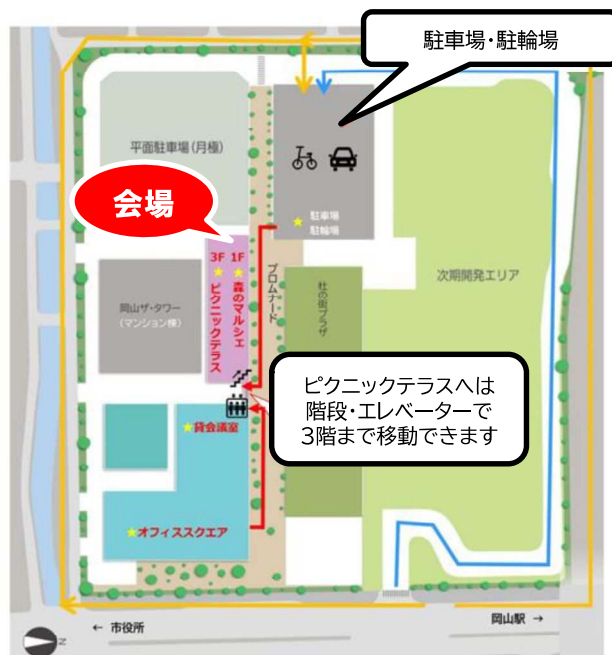 駐車場・駐輪場
平面駐車場(月極)
会場
駐車場
駐輪場
3F ピクニックテラス
1F 森のマルシェ
プロムナード
杜の街プラザ
次期開発エリア
岡山ザ・タワー
(マンション棟)
ピクニックテラスへは
階段・エレベーターで
3階まで移動できます
貸会議室
オフィススクエア
← 市役所
岡山駅 →
N